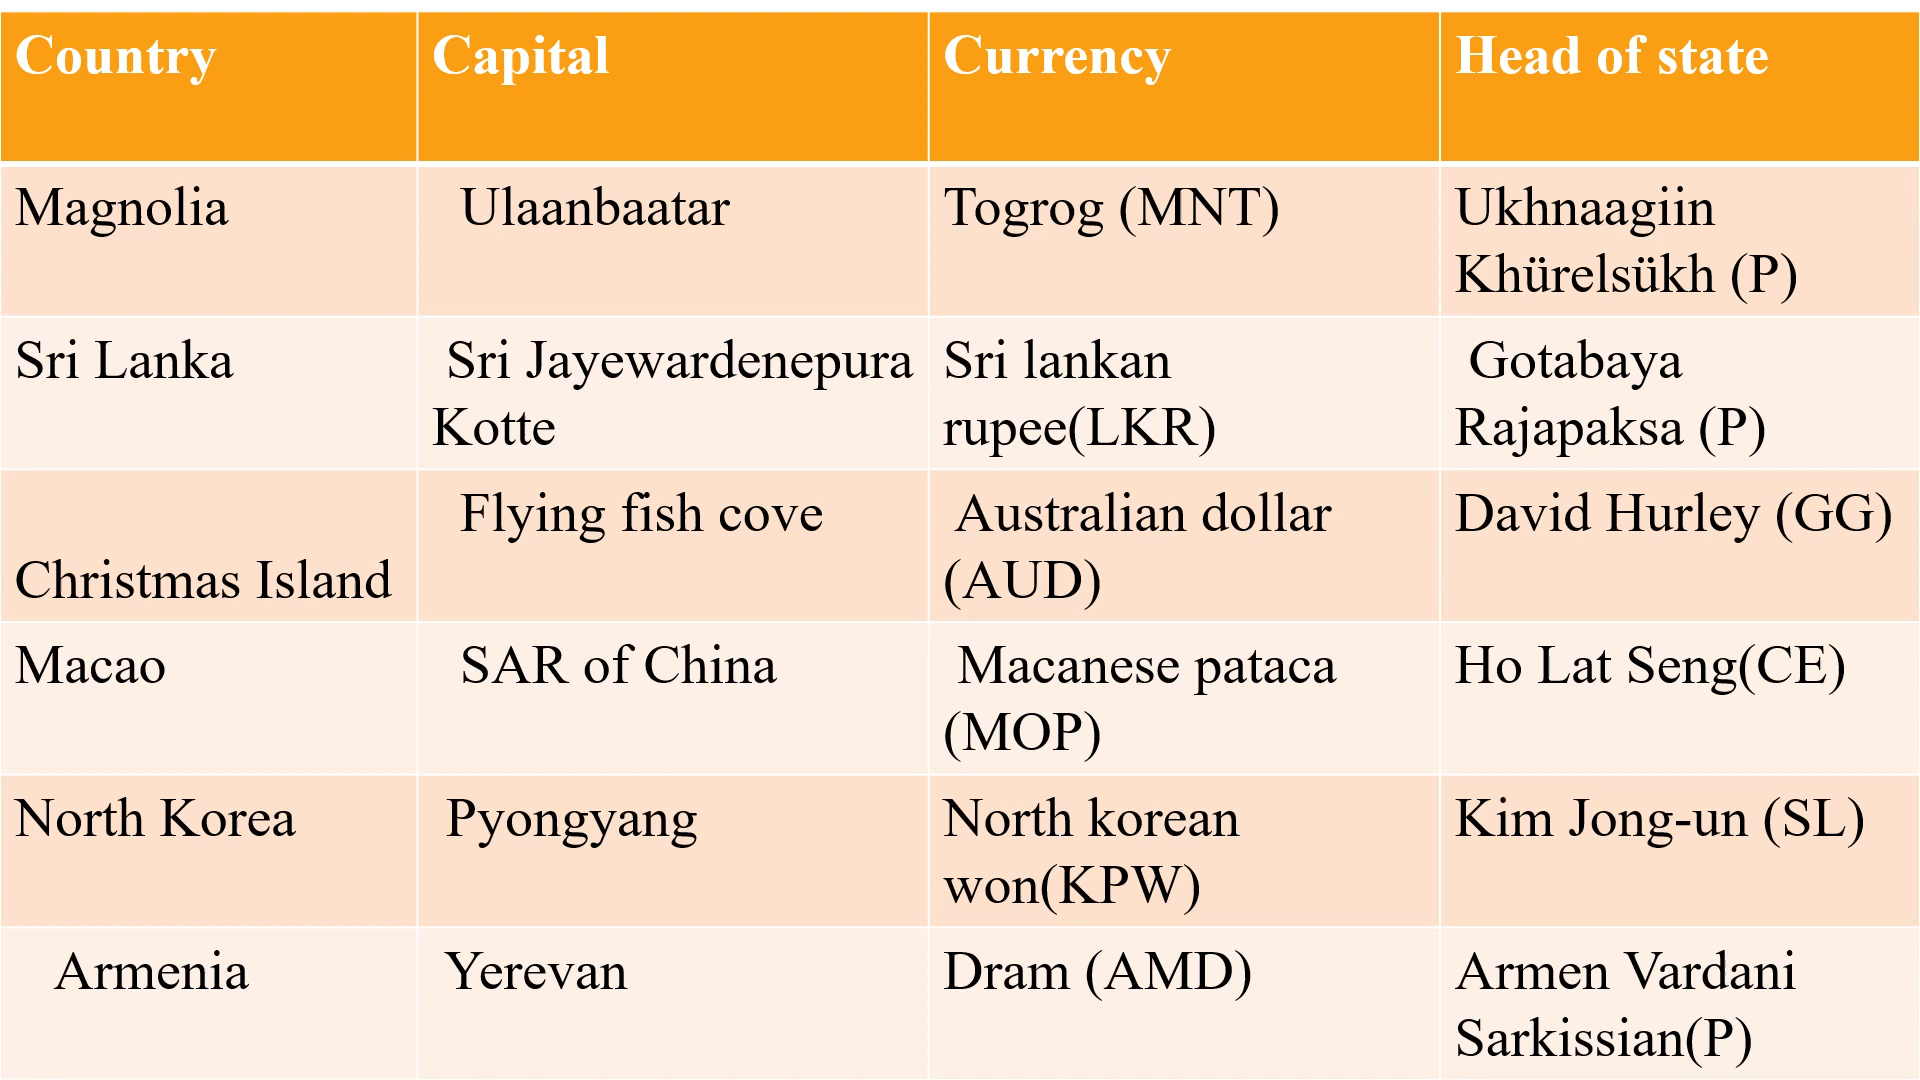 Country Capital Currency Head of state
Magnolia Ulaanbaatar Togrog (MNT) Ukhnaagiin
Khürelsükh (P)
Sri Lanka Sri Jayewardenepura
Kotte Sri lankan
rupee(LKR) Gotabaya
Rajapaksa (P)
Christmas Island Flying fish cove Australian dollar
(AUD) David Hurley (GG)
Macao SAR of China Macanese pataca
(MOP) Ho Lat Seng(CE)
North Korea Pyongyang North korean
won(KPW) Kim Jong-un (SL)
Armenia Yerevan Dram (AMD) Armen Vardani
Sarkissian(P)